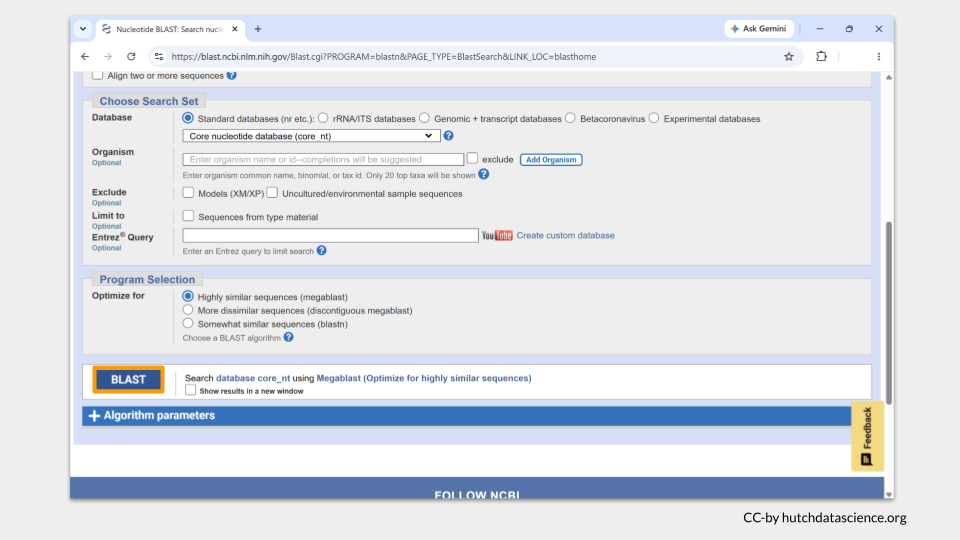 Nucleotide BLAST: Search nucle
Ask Gemini
https://blast.ncbi.nlm.nih.gov/Blast.cgi?PROGRAM=blastn&PAGE_TYPE=BlastSearch&LINK_LOC=blasthome
Align two or more sequences ?
Choose Search Set
Database
Standard databases (nr etc.): rRNA/ITS databases Genomic + transcript databases Betacoronavirus Experimental databases
Core nucleotide database (core_nt) ?
Organism
Optional
Enter organism name or id--completions will be suggested exclude Add Organism
Enter organism common name, binomial, or tax id. Only 20 top taxa will be shown ?
Exclude
Optional
Models (XM/XP) Uncultured/environmental sample sequences
Limit to
Optional
Sequences from type material
Entrez® Query
Optional
YouTube Create custom database
Enter an Entrez query to limit search ?
Program Selection
Optimize for
Highly similar sequences (megablast)
More dissimilar sequences (discontiguous megablast)
Somewhat similar sequences (blastn)
Choose a BLAST algorithm ?
BLAST
Search database core_nt using Megablast (Optimize for highly similar sequences)
Show results in a new window
+ Algorithm parameters
Feedback
FOLLOW NCBI
CC-by hutchdatascience.org